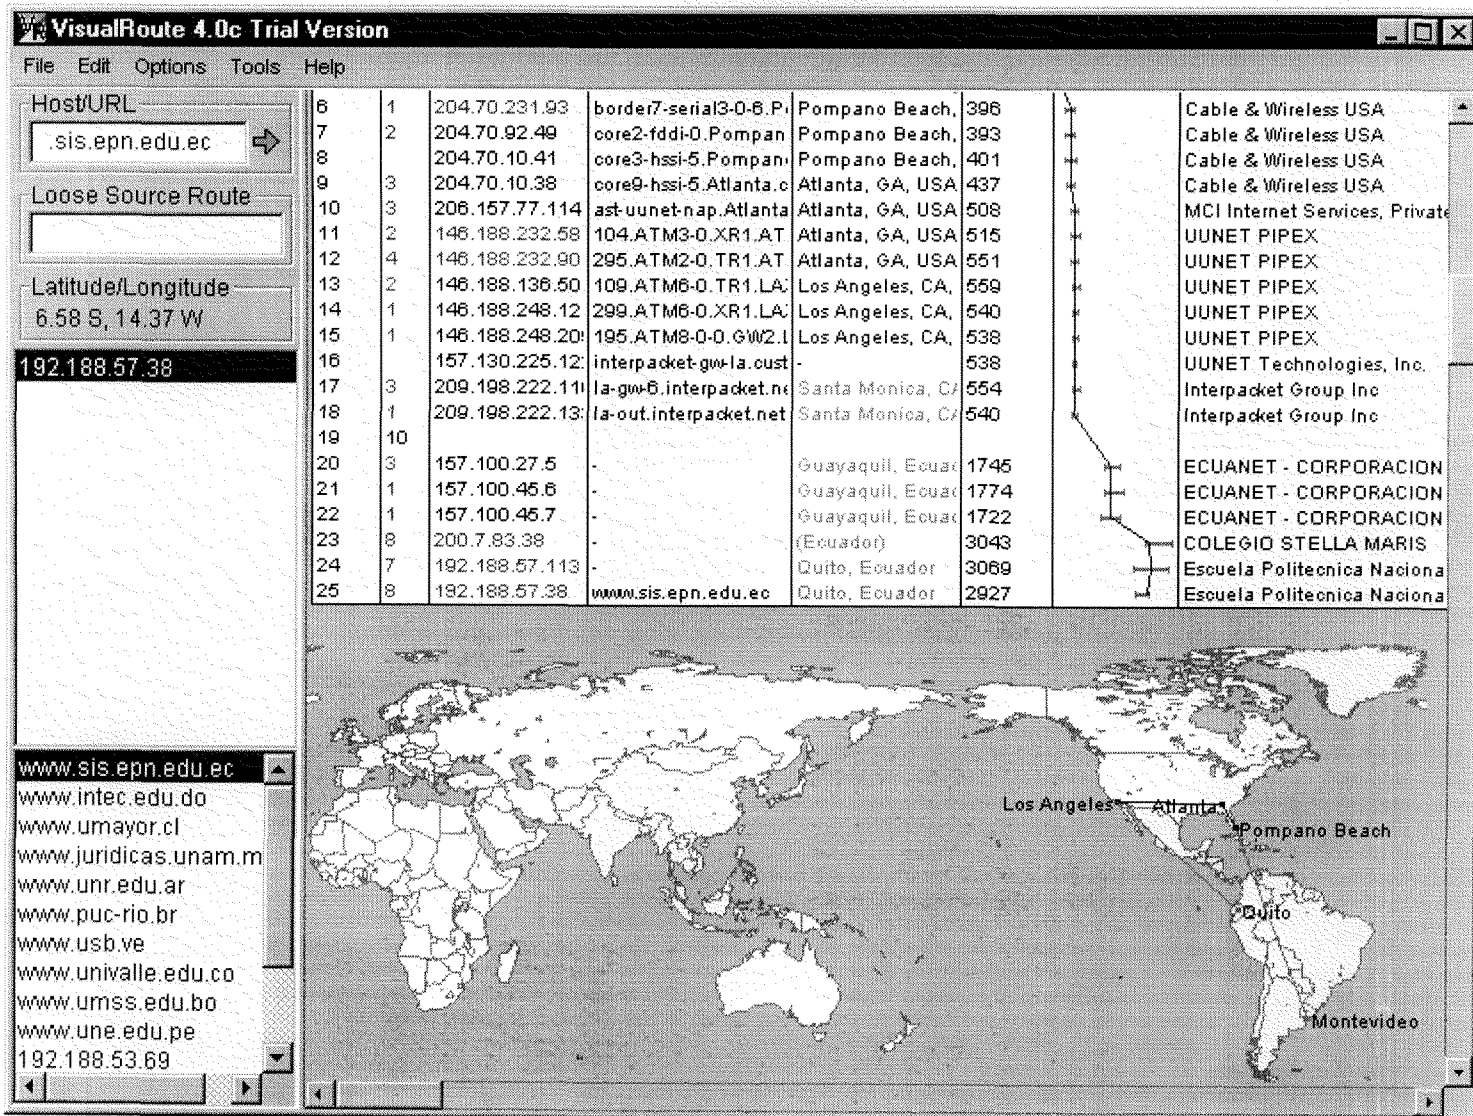 VisualRoute 4.0c Trial Version
File Edit Options Tools Help
Host/URL
.sis.epn.edu.ec
Loose Source Route
Latitude/Longitude
6.58 S, 14.37 W
192.188.57.38
www.sis.epn.edu.ec
www.intec.edu.do
www.umayor.cl
www.juridicas.unam.m
www.unr.edu.ar
www.puc-rio.br
www.usb.ve
www.univalle.edu.co
www.umss.edu.bo
www.une.edu.pe
192.188.53.69
6 1 204.70.231.93 border7-serial3-0-6.P Pompano Beach, 396 Cable & Wireless USA
7 2 204.70.92.49 core2-fddi-0.Pompan Pompano Beach, 393 Cable & Wireless USA
8 204.70.10.41 core3-hssi-5.Pompan Pompano Beach, 401 Cable & Wireless USA
9 3 204.70.10.38 core9-hssi-5.Atlanta.c Atlanta, GA, USA 437 Cable & Wireless USA
10 3 206.157.77.114 ast-uunet-nap.Atlanta Atlanta, GA, USA 508 MCI Internet Services, Private
11 2 146.188.232.58 104.ATM3-0.XR1.AT Atlanta, GA, USA 515 UUNET PIPEX
12 4 146.188.232.90 295.ATM2-0.TR1.AT Atlanta, GA, USA 551 UUNET PIPEX
13 2 146.188.136.50 109.ATM6-0.TR1.LA Los Angeles, CA, 559 UUNET PIPEX
14 1 146.188.248.12 299.ATM6-0.XR1.LA Los Angeles, CA, 540 UUNET PIPEX
15 1 146.188.248.20 195.ATM8-0-0.GW2.L Los Angeles, CA, 538 UUNET PIPEX
16 157.130.225.12 interpacket-gw-la.cust - 538 UUNET Technologies, Inc.
17 3 209.198.222.11 la-gw-6.interpacket.ne Santa Monica, CA 554 Interpacket Group Inc
18 1 209.198.222.13 la-out.interpacket.net Santa Monica, CA 540 Interpacket Group Inc
19 10
20 3 157.100.27.5 - Guayaquil, Ecuad 1745 ECUANET - CORPORACION
21 1 157.100.45.6 - Guayaquil, Ecuad 1774 ECUANET - CORPORACION
22 1 157.100.45.7 - Guayaquil, Ecuad 1722 ECUANET - CORPORACION
23 8 200.7.83.38 - (Ecuador) 3043 COLEGIO STELLA MARIS
24 7 192.188.57.113 - Quito, Ecuador 3069 Escuela Politecnica Naciona
25 8 192.188.57.38 www.sis.epn.edu.ec Quito, Ecuador 2927 Escuela Politecnica Naciona
Los Angeles
Atlanta
Pompano Beach
Quito
Montevideo